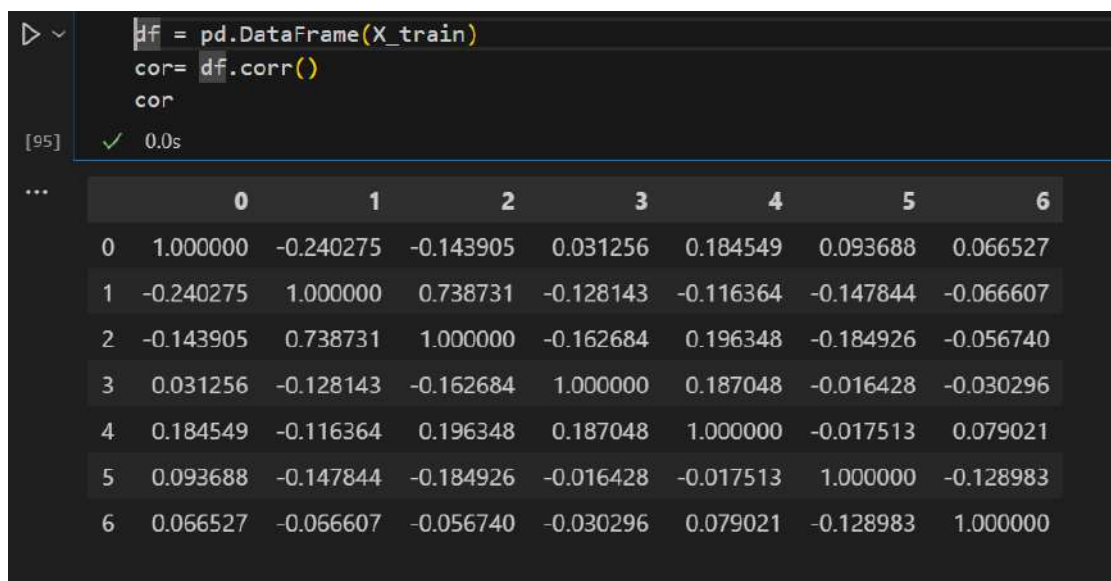 df = pd.DataFrame(X_train)
cor= df.corr()
cor
[95] ✓ 0.0s
...
0 1 2 3 4 5 6
0 1.000000 -0.240275 -0.143905 0.031256 0.184549 0.093688 0.066527
1 -0.240275 1.000000 0.738731 -0.128143 -0.116364 -0.147844 -0.066607
2 -0.143905 0.738731 1.000000 -0.162684 0.196348 -0.184926 -0.056740
3 0.031256 -0.128143 -0.162684 1.000000 0.187048 -0.016428 -0.030296
4 0.184549 -0.116364 0.196348 0.187048 1.000000 -0.017513 0.079021
5 0.093688 -0.147844 -0.184926 -0.016428 -0.017513 1.000000 -0.128983
6 0.066527 -0.066607 -0.056740 -0.030296 0.079021 -0.128983 1.000000